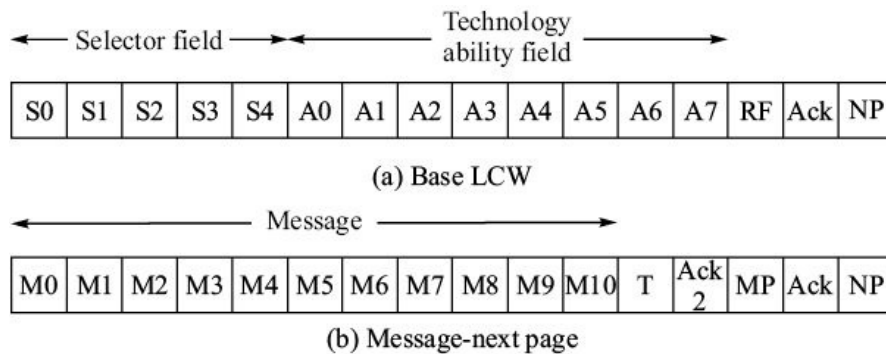 Selector field Technology
ability field
S0 S1 S2 S3 S4 A0 A1 A2 A3 A4 A5 A6 A7 RF Ack NP
(a) Base LCW
Message
M0 M1 M2 M3 M4 M5 M6 M7 M8 M9 M10 T Ack 2 MP Ack NP
(b) Message-next page